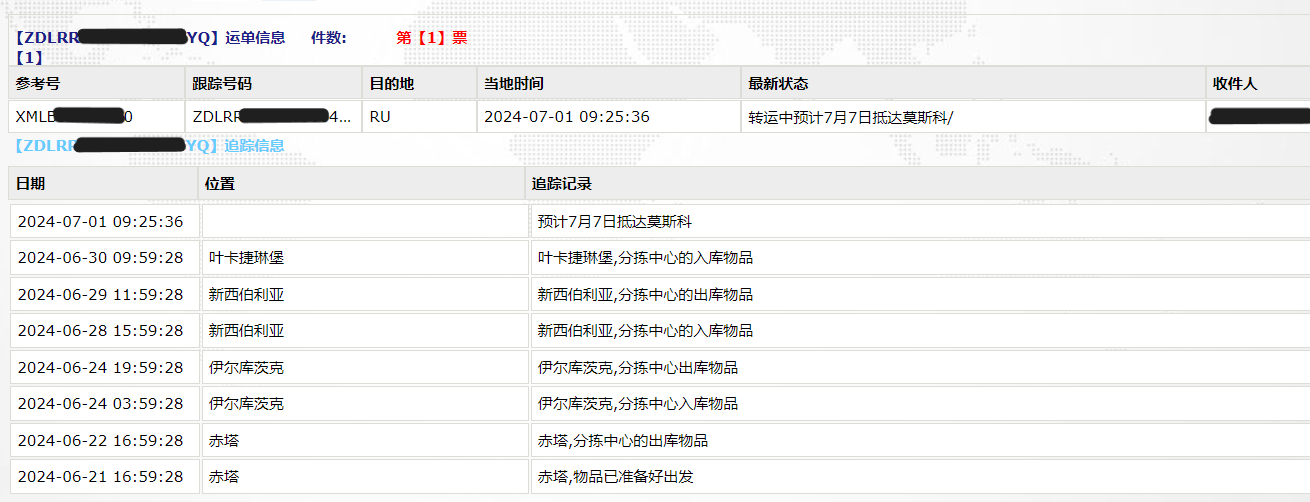 【ZDLRR YQ】运单信息 件数: 第【1】票
【1】
参考号 跟踪号码 目的地 当地时间 最新状态 收件人
XMLE 0 ZDLRR 4... RU 2024-07-01 09:25:36 转运中预计7月7日抵达莫斯科/
【ZDLRR YQ】追踪信息
日期 位置 追踪记录
2024-07-01 09:25:36 预计7月7日抵达莫斯科
2024-06-30 09:59:28 叶卡捷琳堡 叶卡捷琳堡,分拣中心的入库物品
2024-06-29 11:59:28 新西伯利亚 新西伯利亚,分拣中心的出库物品
2024-06-28 15:59:28 新西伯利亚 新西伯利亚,分拣中心的入库物品
2024-06-24 19:59:28 伊尔库茨克 伊尔库茨克,分拣中心出库物品
2024-06-24 03:59:28 伊尔库茨克 伊尔库茨克,分拣中心入库物品
2024-06-22 16:59:28 赤塔 赤塔,分拣中心的出库物品
2024-06-21 16:59:28 赤塔 赤塔,物品已准备好出发